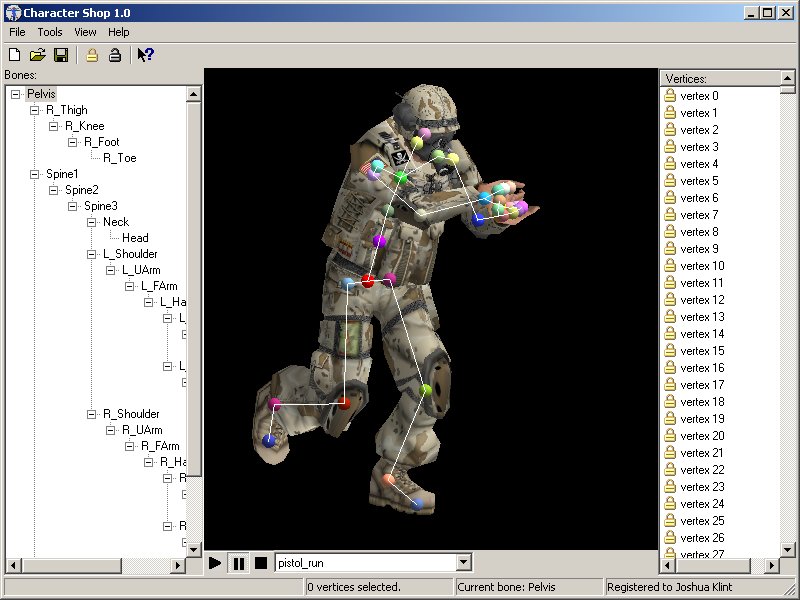 Character Shop 1.0
File Tools View Help
Bones:
Pelvis
R_Thigh
R_Knee
R_Foot
R_Toe
Spine1
Spine2
Spine3
Neck
Head
L_Shoulder
L_UArm
L_FArm
L_Ha
L_
L
R_Shoulder
R_UArm
R_FArm
R_Ha
R
R
Vertices:
vertex 0
vertex 1
vertex 2
vertex 3
vertex 4
vertex 5
vertex 6
vertex 7
vertex 8
vertex 9
vertex 10
vertex 11
vertex 12
vertex 13
vertex 14
vertex 15
vertex 16
vertex 17
vertex 18
vertex 19
vertex 20
vertex 21
vertex 22
vertex 23
vertex 24
vertex 25
vertex 26
vertex 27
pistol_run
0 vertices selected.
Current bone: Pelvis
Registered to Joshua Klint